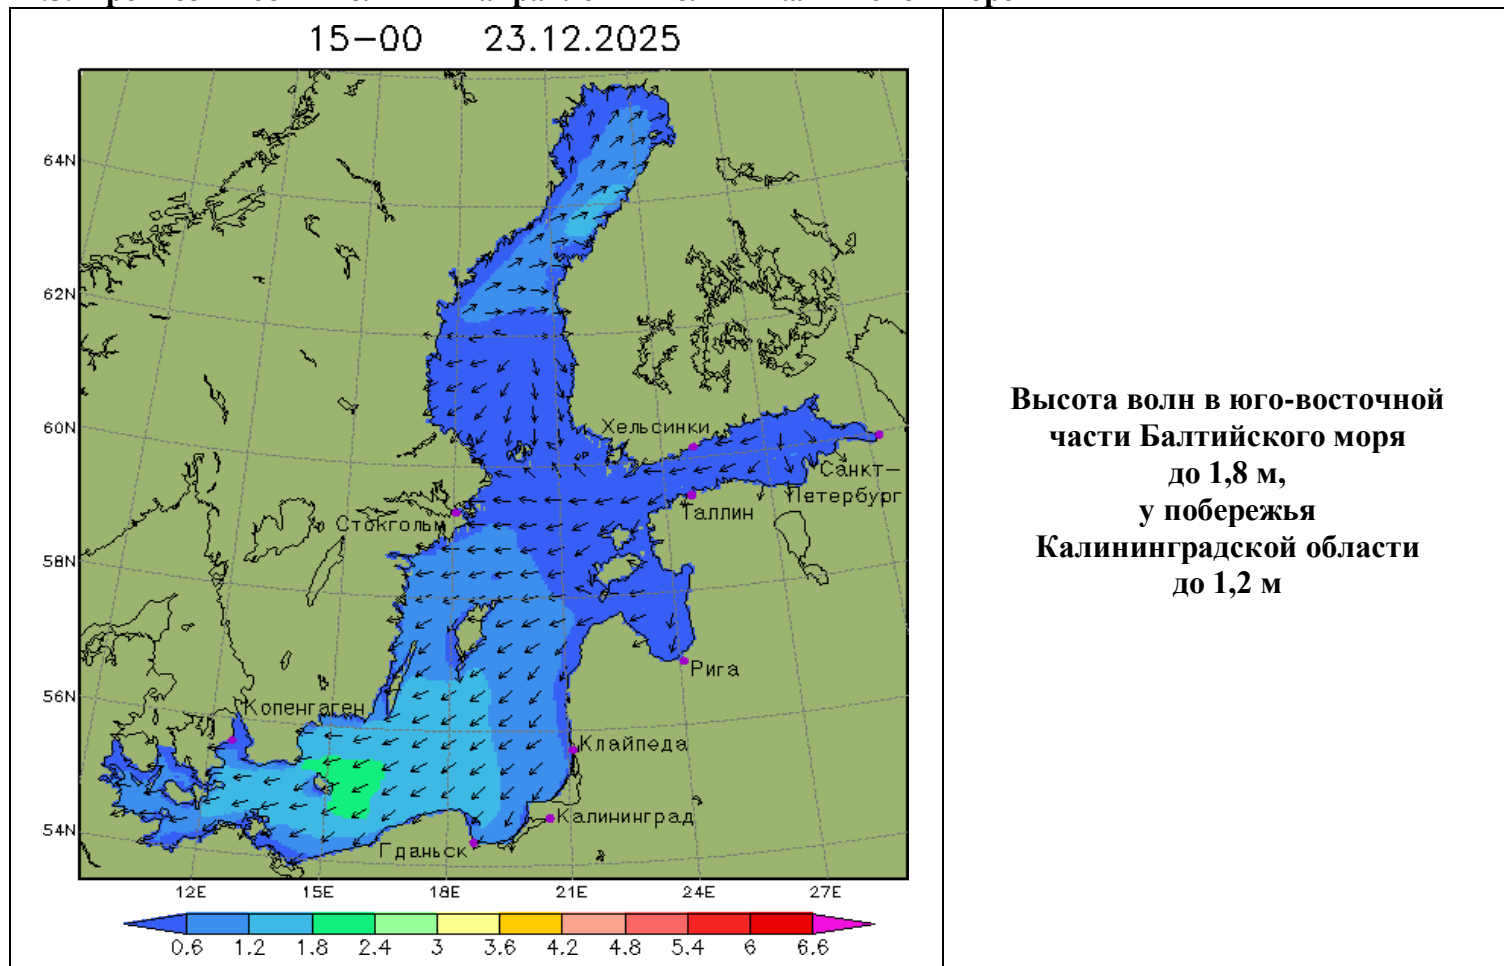 15-00 23.12.2025
64N
62N
60N
58N
56N
54N
Хельсинки
Санкт-
Петербург
Таллин
Стокгольм
Рига
Копенгаген
Клайпеда
Калининград
Гданьск
12E 15E 18E 21E 24E 27E
0.6 1.2 1.8 2.4 3 3.6 4.2 4.8 5.4 6 6.6
Высота волн в юго-восточной
части Балтийского моря
до 1,8 м,
у побережья
Калининградской области
до 1,2 м